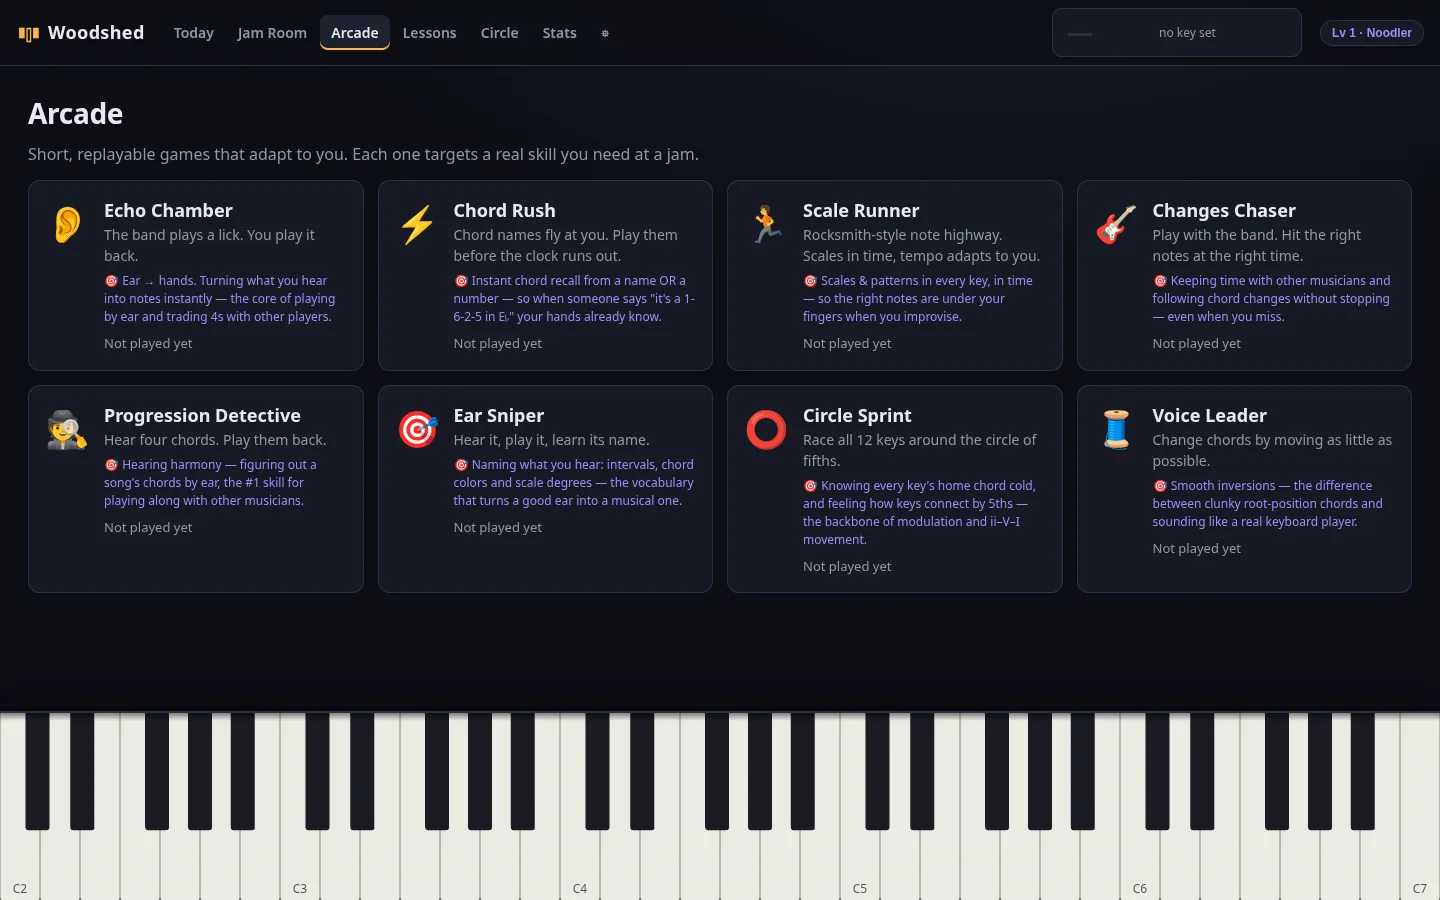 Woodshed
Today
Jam Room
Arcade
Lessons
Circle
Stats
no key set
Lv 1 · Noodler
Arcade
Short, replayable games that adapt to you. Each one targets a real skill you need at a jam.
Echo Chamber
The band plays a lick. You play it
back.
🎯 Ear → hands. Turning what you hear
into notes instantly — the core of playing
by ear and trading 4s with other players.
Not played yet
Chord Rush
Chord names fly at you. Play them
before the clock runs out.
🎯 Instant chord recall from a name OR a
number — so when someone says "it's a 1-
6-2-5 in E♭" your hands already know.
Not played yet
Scale Runner
Rocksmith-style note highway.
Scales in time, tempo adapts to you.
🎯 Scales & patterns in every key, in time
— so the right notes are under your
fingers when you improvise.
Not played yet
Changes Chaser
Play with the band. Hit the right
notes at the right time.
🎯 Keeping time with other musicians and
following chord changes without stopping
— even when you miss.
Not played yet
Progression Detective
Hear four chords. Play them back.
🎯 Hearing harmony — figuring out a
song's chords by ear, the #1 skill for
playing along with other musicians.
Not played yet
Ear Sniper
Hear it, play it, learn its name.
🎯 Naming what you hear: intervals, chord
colors and scale degrees — the vocabulary
that turns a good ear into a musical one.
Not played yet
Circle Sprint
Race all 12 keys around the circle of
fifths.
🎯 Knowing every key's home chord cold,
and feeling how keys connect by 5ths —
the backbone of modulation and ii–V–I
movement.
Not played yet
Voice Leader
Change chords by moving as little as
possible.
🎯 Smooth inversions — the difference
between clunky root-position chords and
sounding like a real keyboard player.
Not played yet
C2
C3
C4
C5
C6
C7